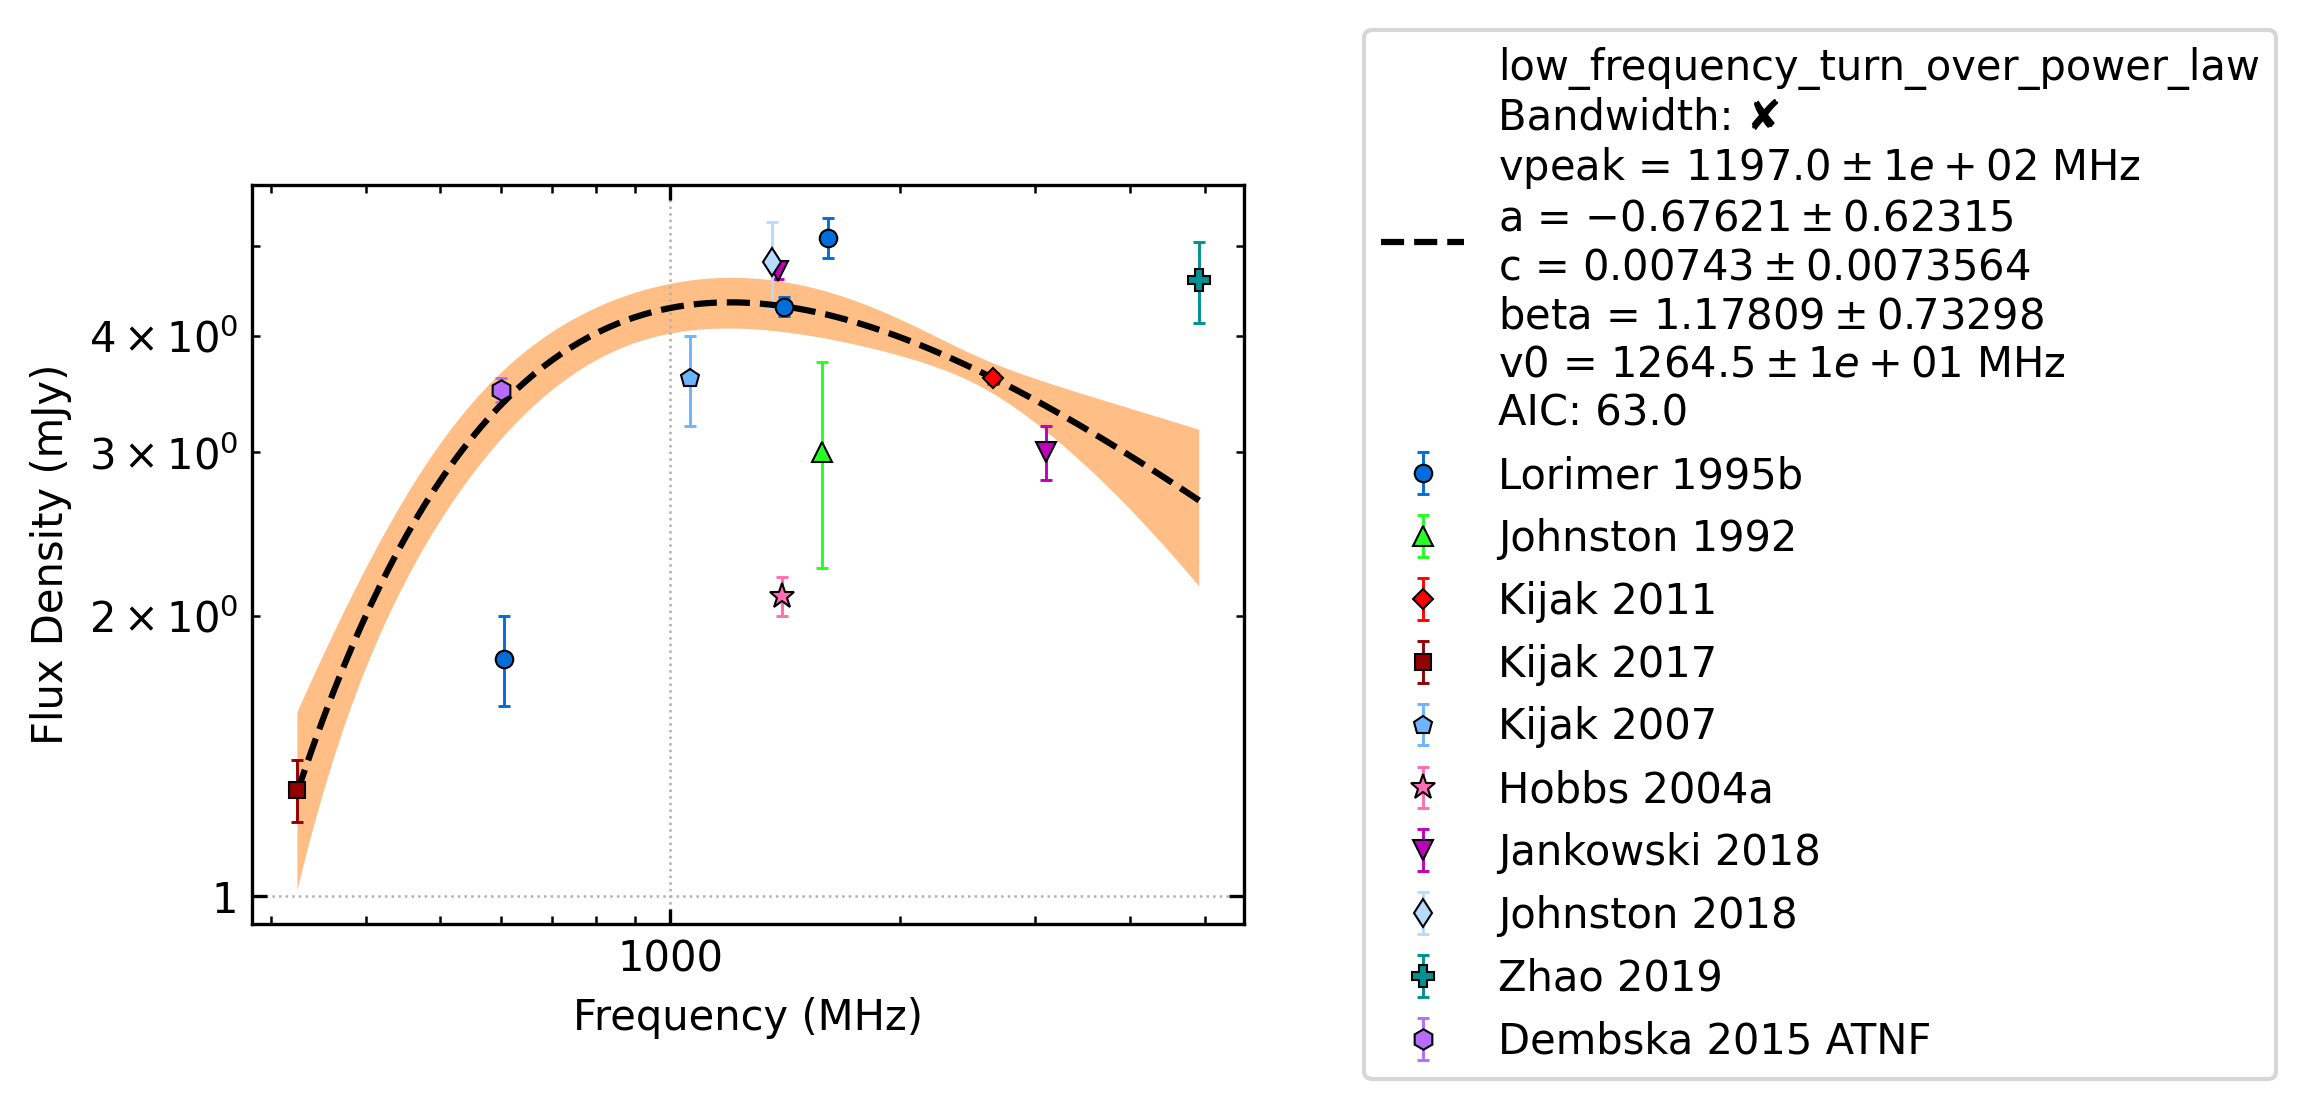 low_frequency_turn_over_power_law
Bandwidth: ✘
vpeak = 1197.0 ± 1e + 02 MHz
a = −0.67621 ± 0.62315
c = 0.00743 ± 0.0073564
beta = 1.17809 ± 0.73298
v0 = 1264.5 ± 1e + 01 MHz
AIC: 63.0
Lorimer 1995b
Johnston 1992
Kijak 2011
Kijak 2017
Kijak 2007
Hobbs 2004a
Jankowski 2018
Johnston 2018
Zhao 2019
Dembska 2015 ATNF
Flux Density (mJy)
4 × 10⁰
3 × 10⁰
2 × 10⁰
1
1000
Frequency (MHz)